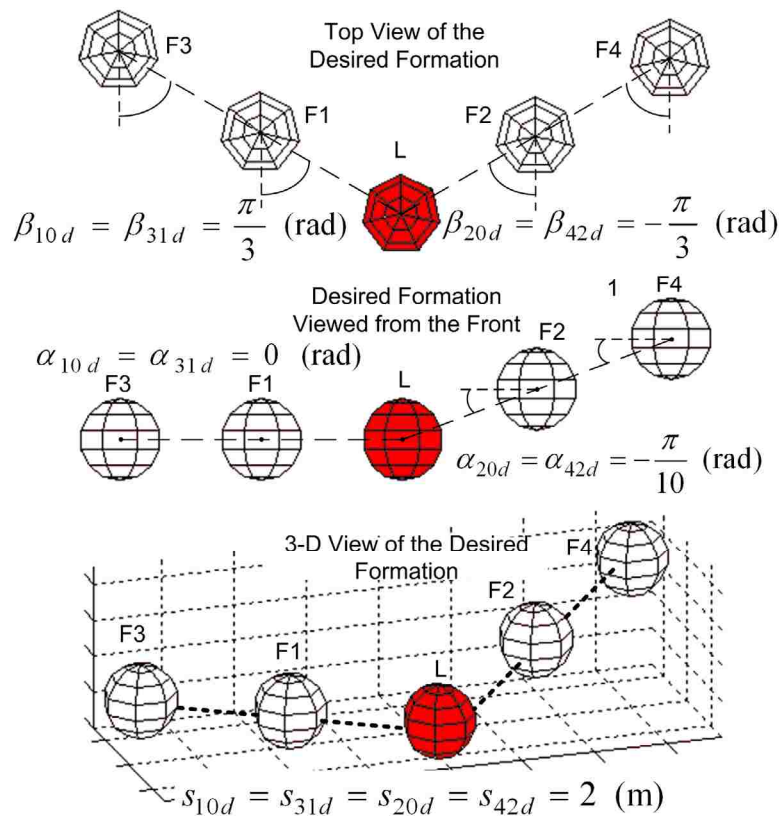 Top View of the
Desired Formation
F3
F4
F1
F2
L
β₁₀d = β₃₁d = π/3 (rad)
β₂₀d = β₄₂d = -π/3 (rad)
Desired Formation
Viewed from the Front
1
F4
F2
α₁₀d = α₃₁d = 0 (rad)
F3
F1
L
α₂₀d = α₄₂d = -π/10 (rad)
3-D View of the Desired
Formation
F4
F2
F3
F1
L
s₁₀d = s₃₁d = s₂₀d = s₄₂d = 2 (m)